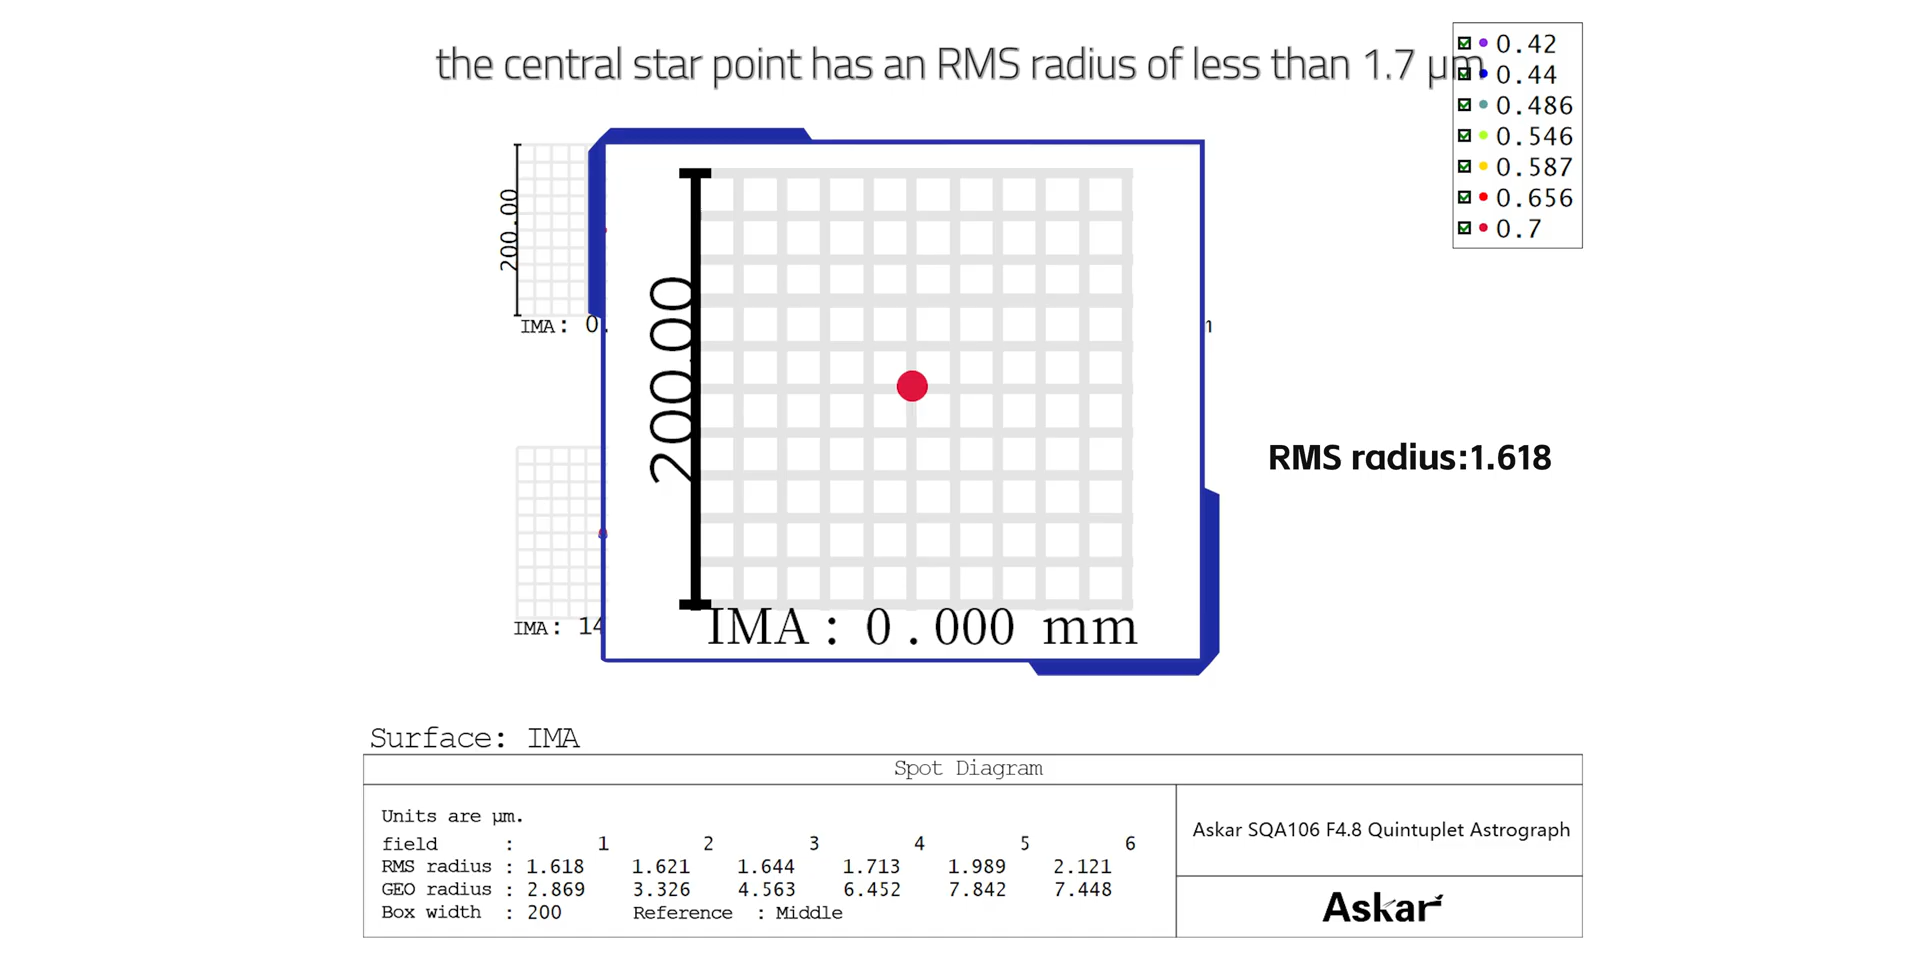 the central star point has an RMS radius of less than 1.7 µm
0.42
0.44
0.486
0.546
0.587
0.656
0.7
200.00
IMA: 0.
200.00
IMA: 0.000 mm
IMA: 14
RMS radius:1.618
Surface: IMA
Spot Diagram
Units are µm.
field : 1 2 3 4 5 6
RMS radius : 1.618 1.621 1.644 1.713 1.989 2.121
GEO radius : 2.869 3.326 4.563 6.452 7.842 7.448
Box width : 200 Reference : Middle
Askar SQA106 F4.8 Quintuplet Astrograph
Askar